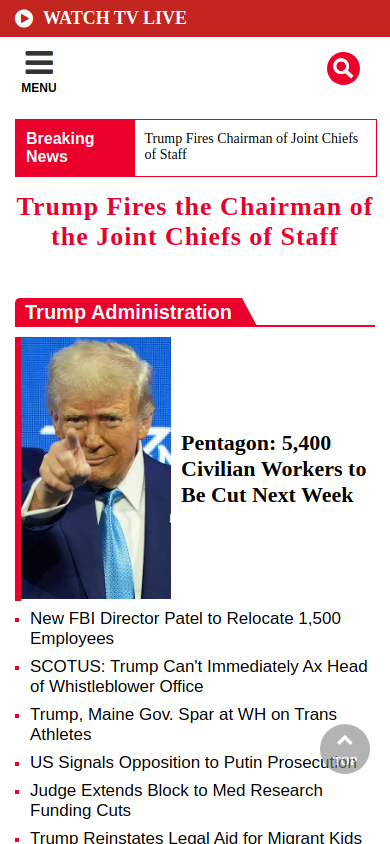 WATCH TV LIVE
MENU
Breaking
News
Trump Fires Chairman of Joint Chiefs
of Staff
Trump Fires the Chairman of
the Joint Chiefs of Staff
Trump Administration
Pentagon: 5,400
Civilian Workers to
Be Cut Next Week
New FBI Director Patel to Relocate 1,500
Employees
SCOTUS: Trump Can't Immediately Ax Head
of Whistleblower Office
Trump, Maine Gov. Spar at WH on Trans
Athletes
US Signals Opposition to Putin Prosecution
TOP
Judge Extends Block to Med Research
Funding Cuts
Trump Reinstates Legal Aid for Migrant Kids